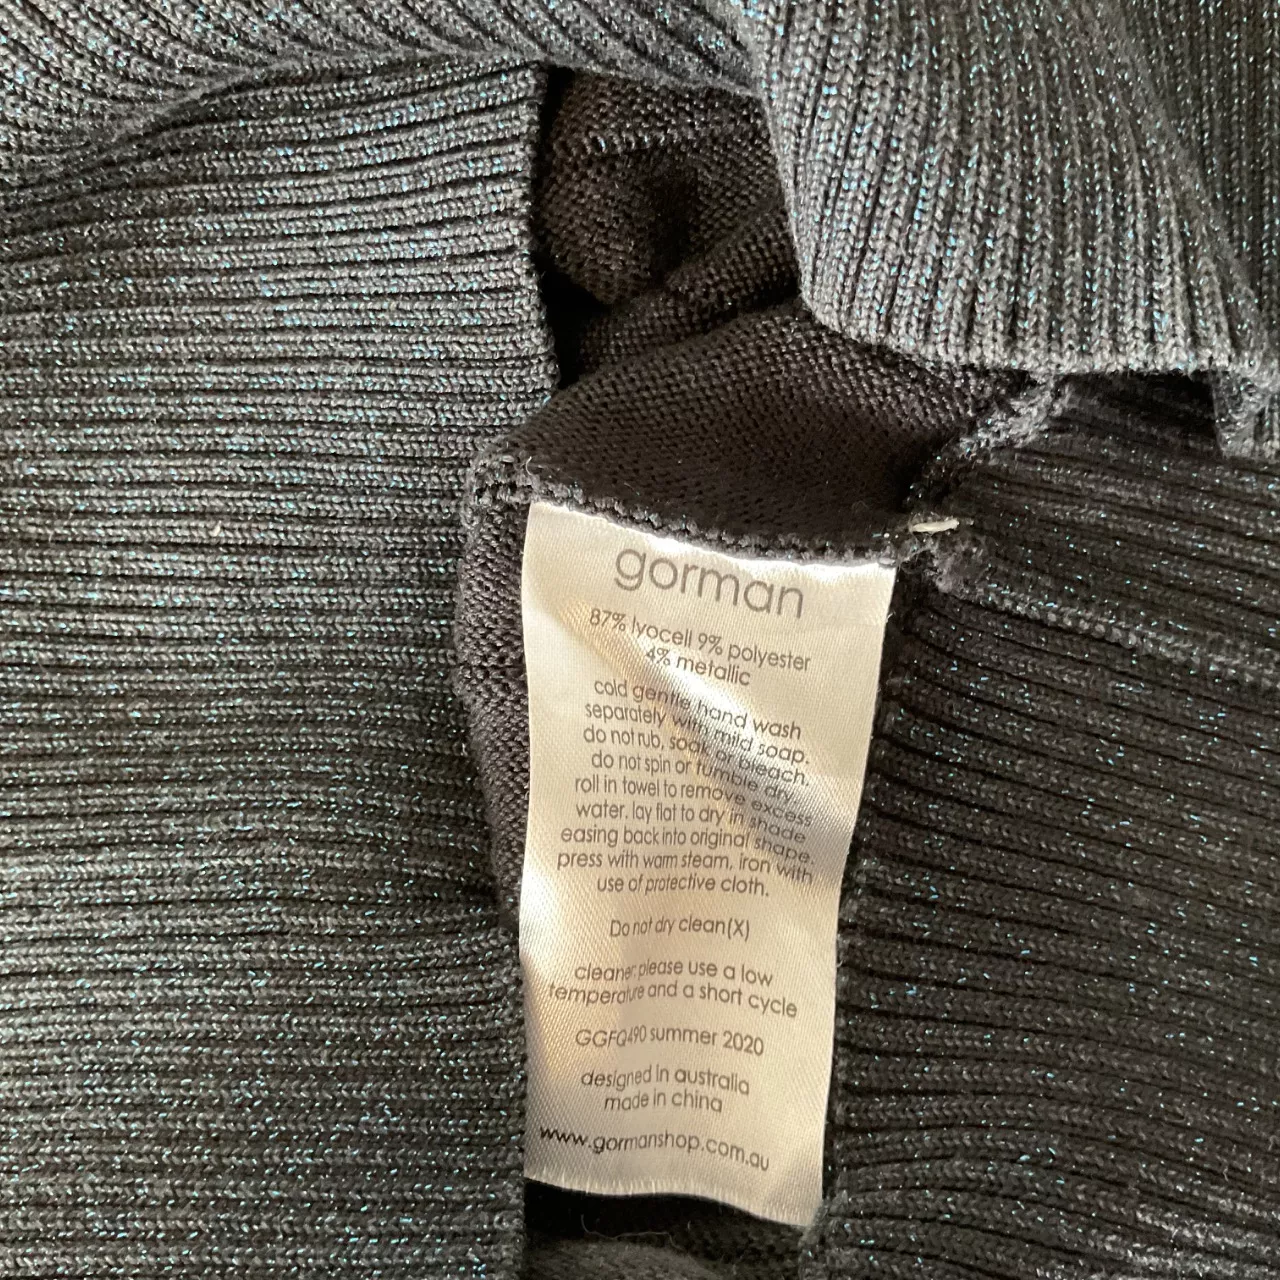 gorman
87% lyocell 9% polyester
4% metallic
cold gentle hand wash
separately with mild soap.
do not rub, soak or bleach.
do not spin or tumble dry.
roll in towel to remove excess
water. lay flat to dry in shade
easing back into original shape.
press with warm steam, iron with
use of protective cloth.
Do not dry clean(X)
cleaner: please use a low
temperature and a short cycle
GGFQ490 summer 2020
designed in australia
made in china
www.gormanshop.com.au